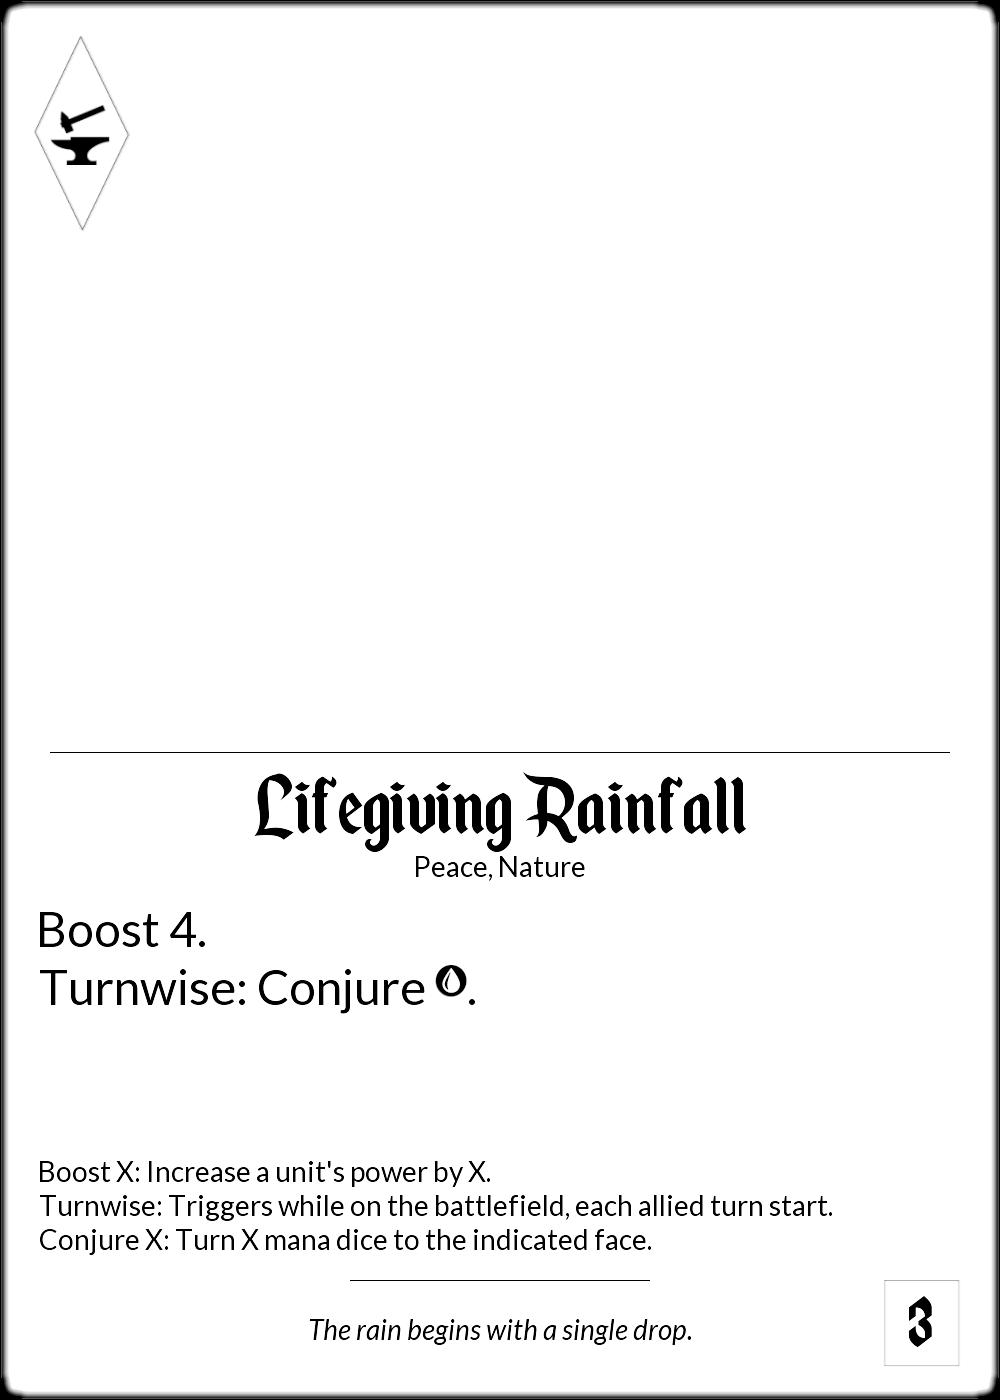 Lifegiving Rainfall
Peace, Nature
Boost 4.
Turnwise: Conjure .
Boost X: Increase a unit's power by X.
Turnwise: Triggers while on the battlefield, each allied turn start.
Conjure X: Turn X mana dice to the indicated face.
The rain begins with a single drop.
3